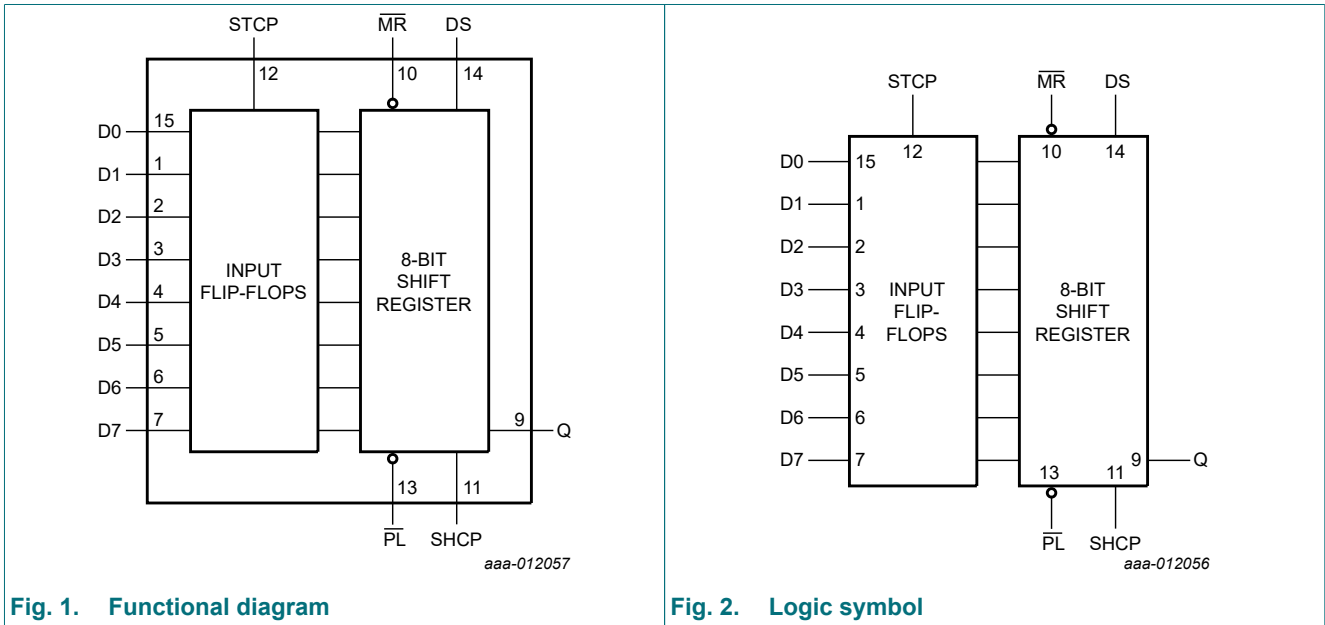 STCP M̅R̅ DS
12 10 14
D0 15
D1 1
D2 2
D3 3
D4 4
D5 5
D6 6
D7 7
INPUT
FLIP-FLOPS
8-BIT
SHIFT
REGISTER
9 Q
13 11
P̅L̅ SHCP
aaa-012057
Fig. 1. Functional diagram
STCP M̅R̅ DS
12 10 14
D0 15
D1 1
D2 2
D3 3
D4 4
D5 5
D6 6
D7 7
INPUT
FLIP-
FLOPS
8-BIT
SHIFT
REGISTER
9 Q
13 11
P̅L̅ SHCP
aaa-012056
Fig. 2. Logic symbol